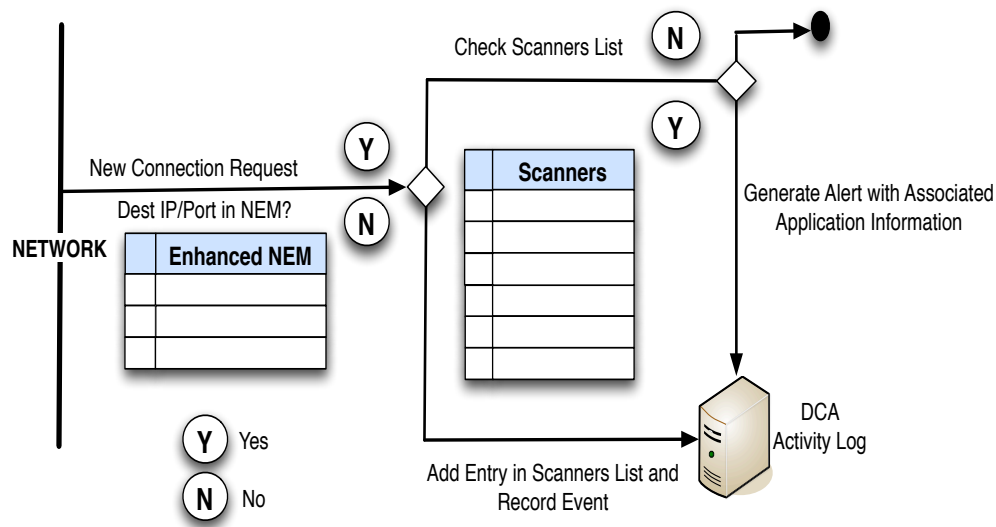 Check Scanners List
N
Y
Y
New Connection Request
Scanners
N
Dest IP/Port in NEM?
Generate Alert with Associated
Application Information
NETWORK
Enhanced NEM
DCA
Activity Log
Y Yes
Add Entry in Scanners List and
Record Event
N No